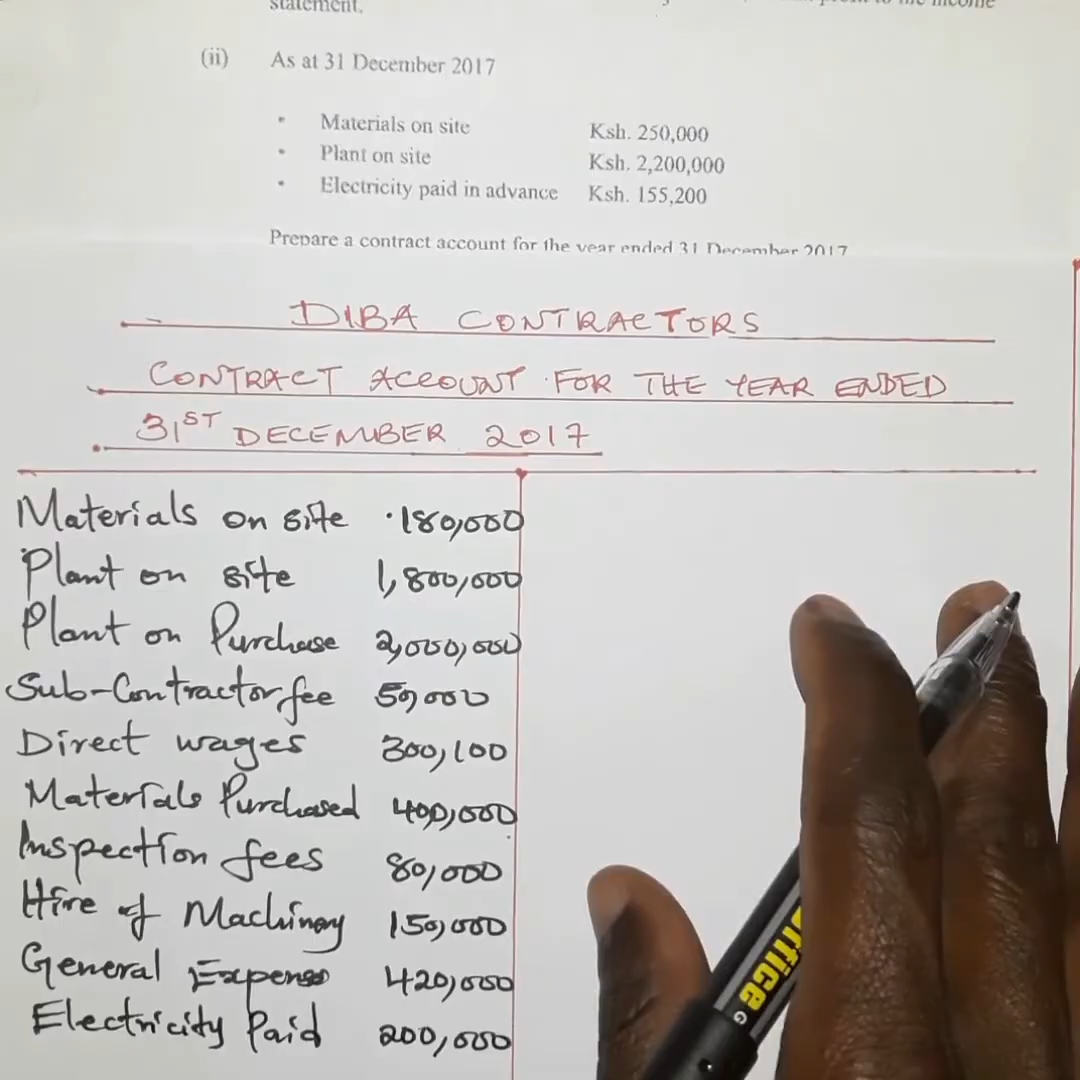 statement.
income
(ii) As at 31 December 2017
• Materials on site Ksh. 250,000
• Plant on site Ksh. 2,200,000
• Electricity paid in advance Ksh. 155,200
Prepare a contract account for the year ended 31 December 2017
DIBA CONTRACTORS
CONTRACT ACCOUNT FOR THE YEAR ENDED
31ST DECEMBER 2017
Materials on site 180,000
Plant on site 1,800,000
Plant on Purchase 2,000,000
Sub-Contractor fee 50,000
Direct wages 300,100
Materials Purchased 400,000
Inspection fees 80,000
Hire of Machinery 150,000
General Expenses 420,000
Electricity Paid 200,000